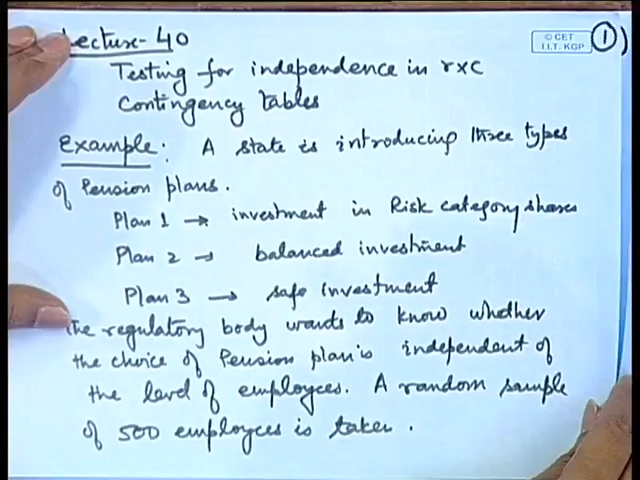 Lecture-40
© CET
I.I.T. KGP
1
Testing for independence in rxc
Contingency tables
Example: A state is introducing three types
of Pension plans.
Plan 1 → investment in Risk category shares
Plan 2 → balanced investment
Plan 3 → safe investment
The regulatory body wants to know whether
the choice of Pension plan is independent of
the level of employees. A random sample
of 500 employees is taken.